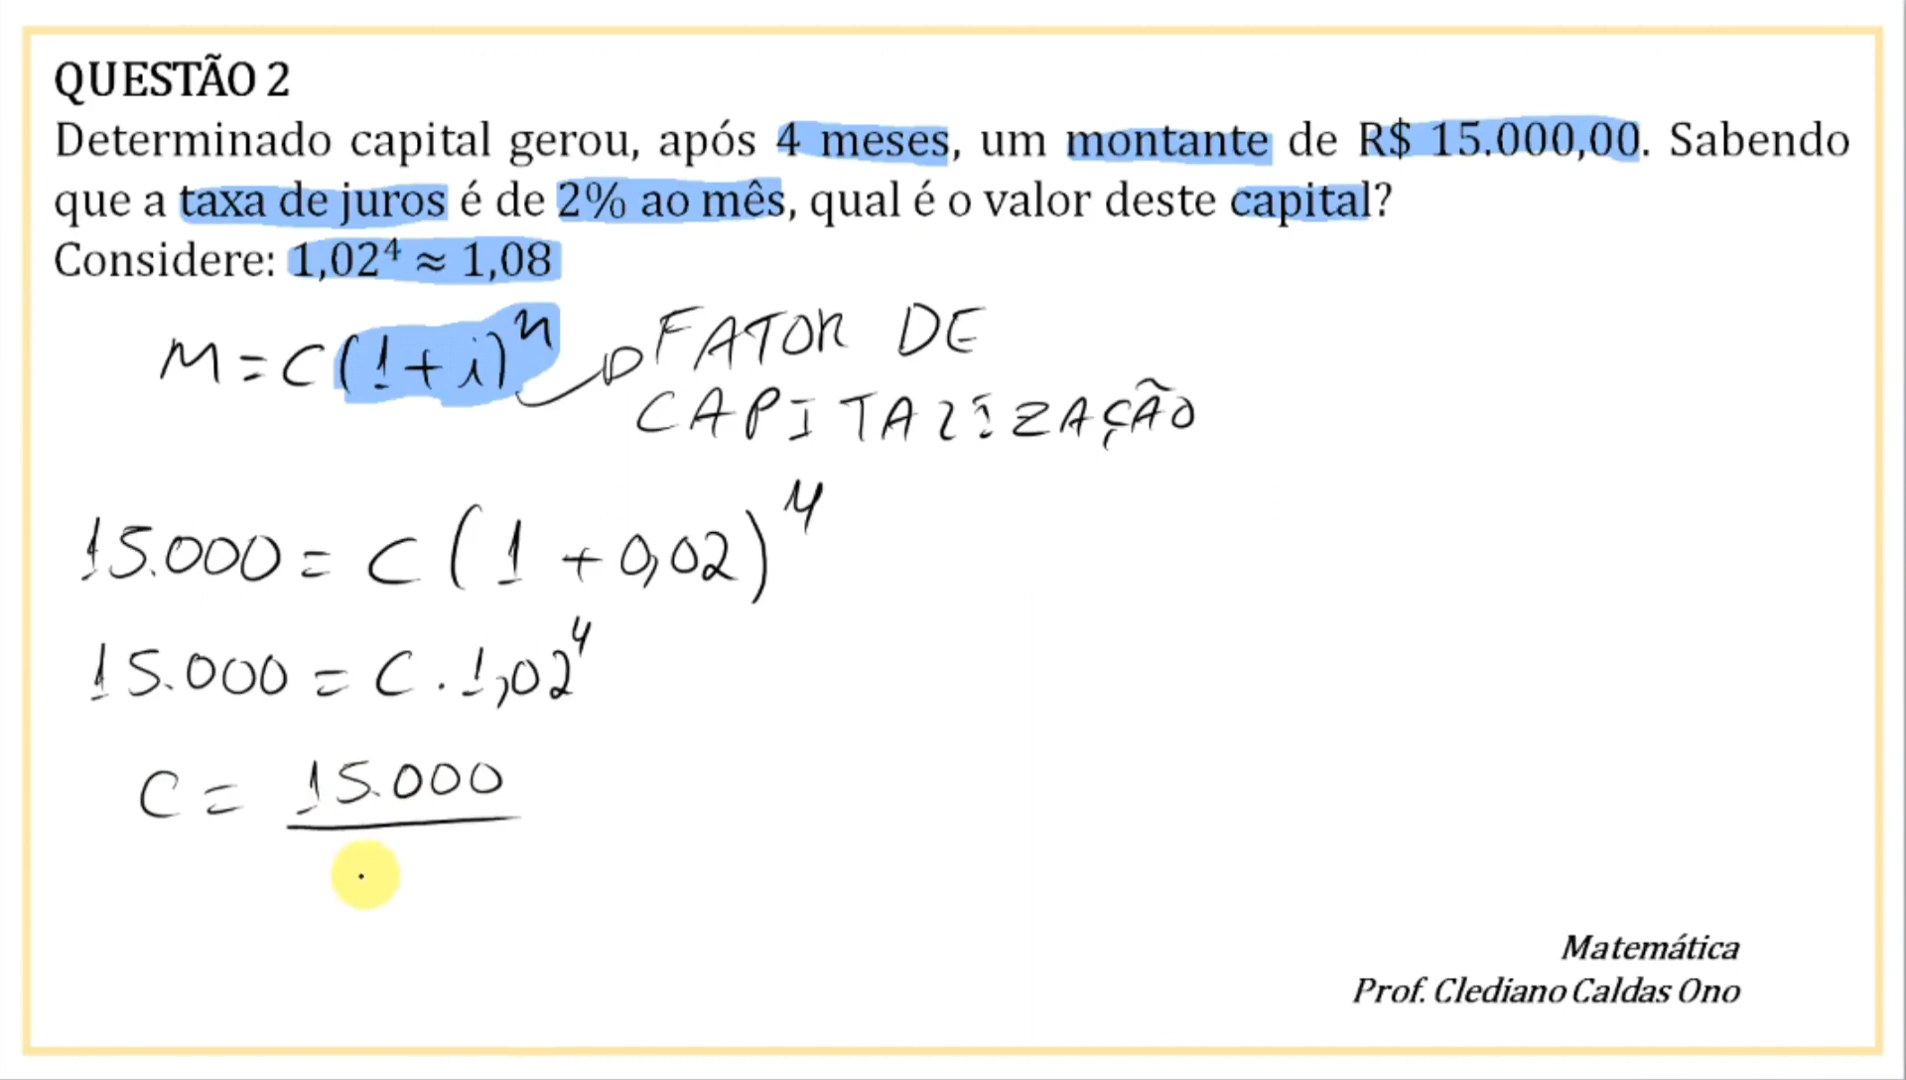 QUESTÃO 2
Determinado capital gerou, após 4 meses, um montante de R$ 15.000,00. Sabendo
que a taxa de juros é de 2% ao mês, qual é o valor deste capital?
Considere: 1,02⁴ ≈ 1,08
M = C(1 + i)ⁿ
FATOR DE
CAPITALIZAÇÃO
15.000 = C(1 + 0,02)⁴
15.000 = C . 1,02⁴
C = 15.000
Matemática
Prof. Clediano Caldas Ono